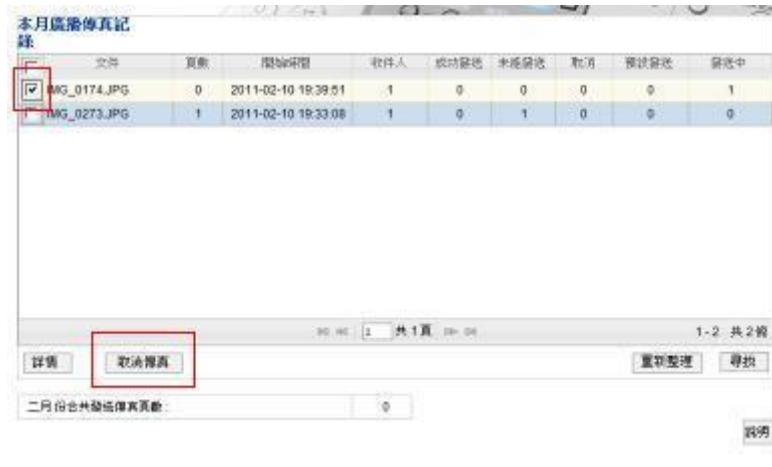 本月廣播傳真記
錄
文件 頁數 開始時間 收件人 成功發送 未能發送 取消 預設發送 發送中
IMG_0174.JPG 0 2011-02-10 19:39:51 1 0 0 0 0 1
IMG_0273.JPG 1 2011-02-10 19:33:08 1 0 1 0 0 0
1 共1頁 1-2 共2條
詳情 取消傳真 重新整理 尋找
二月份合共發送傳真頁數: 0
說明